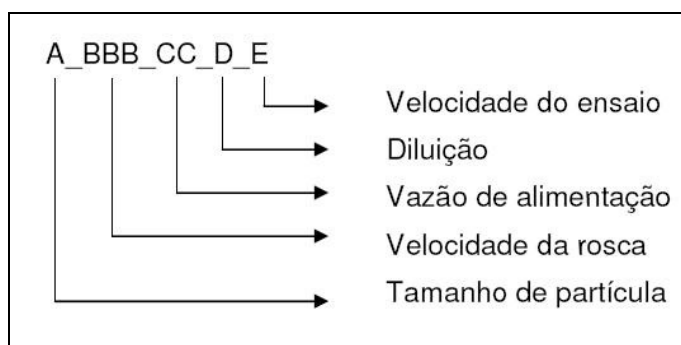 A_BBB_CC_D_E
Velocidade do ensaio
Diluição
Vazão de alimentação
Velocidade da rosca
Tamanho de partícula